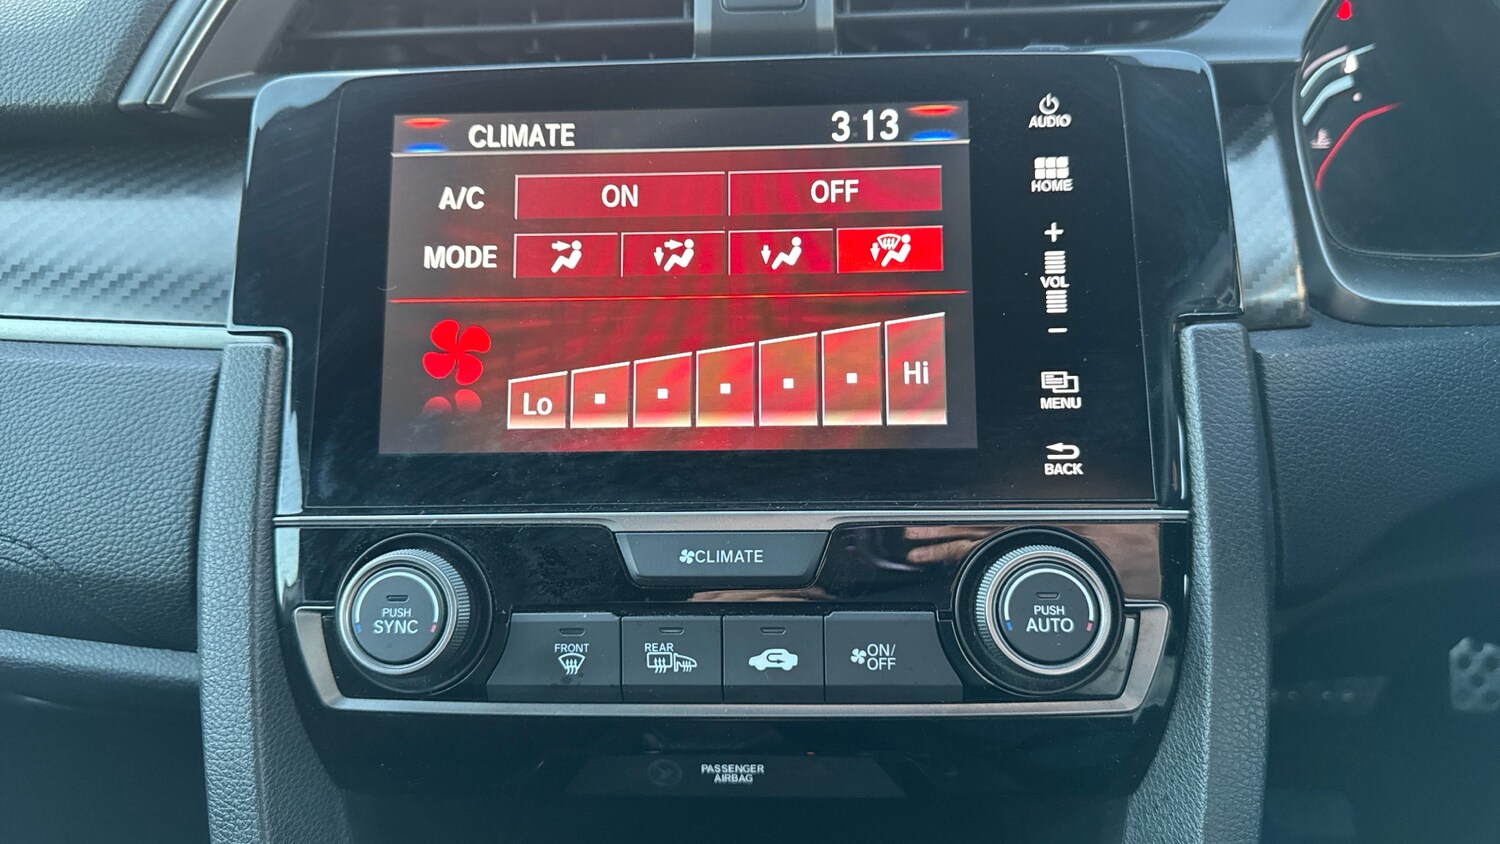 CLIMATE 3:13
A/C ON OFF
MODE
Lo Hi
AUDIO
HOME
+
VOL
−
MENU
BACK
CLIMATE
PUSH
SYNC
FRONT
REAR
ON/
OFF
PUSH
AUTO
PASSENGER
AIRBAG